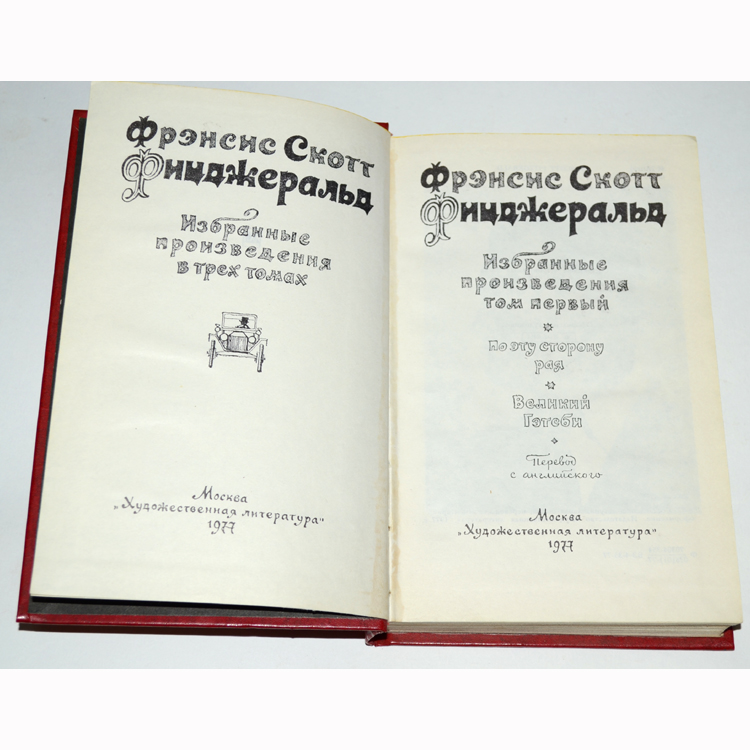 Фрэнсис Скотт
Фицджеральд
Избранные
произведения
в трех томах
Москва
„Художественная литература"
1977
Фрэнсис Скотт
Фицджеральд
Избранные
произведения
том первый
По эту сторону
рая
Великий
Гэтсби
Перевод
с английского
Москва
„Художественная литература"
1977